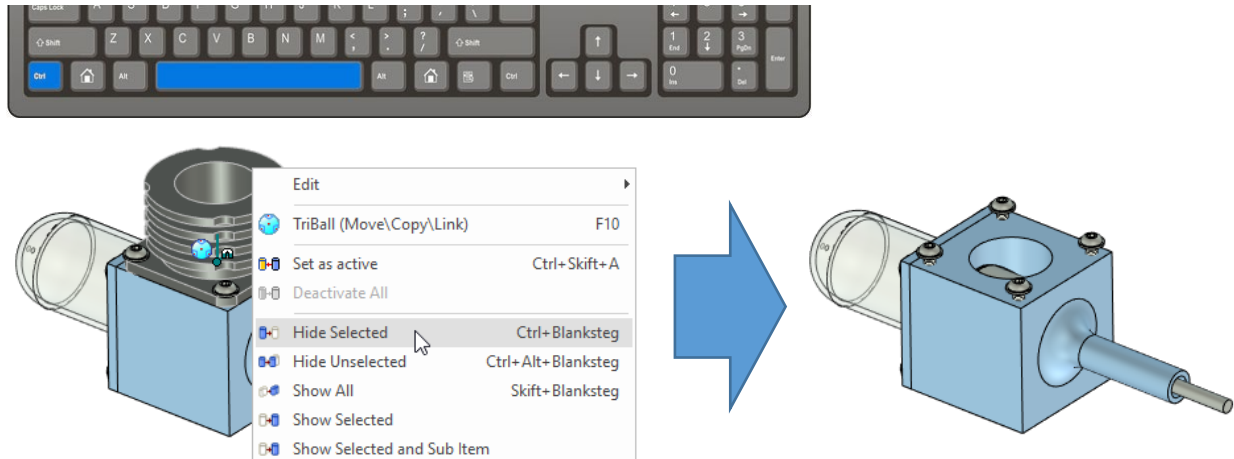 Caps Lock
Shift Z X C V B N M < , > . ? / Shift ↑ 1 End 2 ↓ 3 PgDn Enter
Ctrl Alt Alt Ctrl ← ↓ → 0 Ins . Del
Edit
TriBall (Move\Copy\Link) F10
Set as active Ctrl+Skift+A
Deactivate All
Hide Selected Ctrl+Blanksteg
Hide Unselected Ctrl+Alt+Blanksteg
Show All Skift+Blanksteg
Show Selected
Show Selected and Sub Item